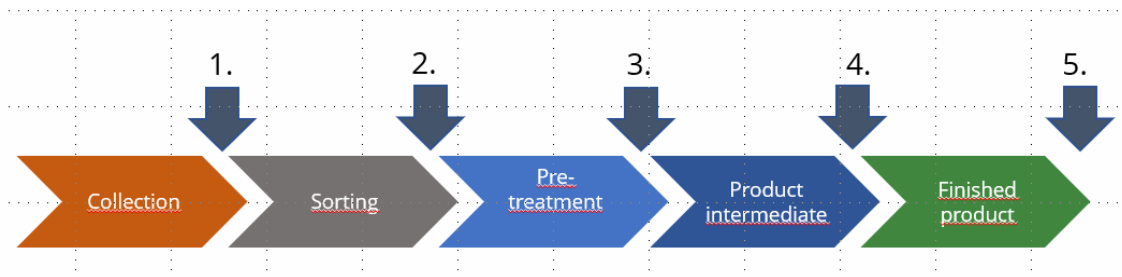 1.
2.
3.
4.
5.
Collection
Sorting
Pre-
treatment
Product
intermediate
Finished
product